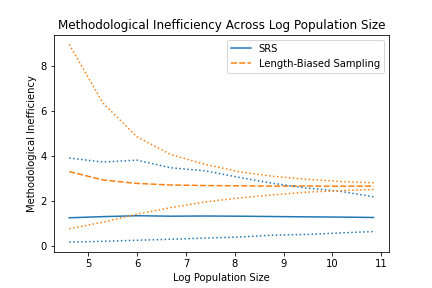 Methodological Inefficiency Across Log Population Size
SRS
Length-Biased Sampling
Methodological Inefficiency
8
6
4
2
0
5
6
7
8
9
10
11
Log Population Size